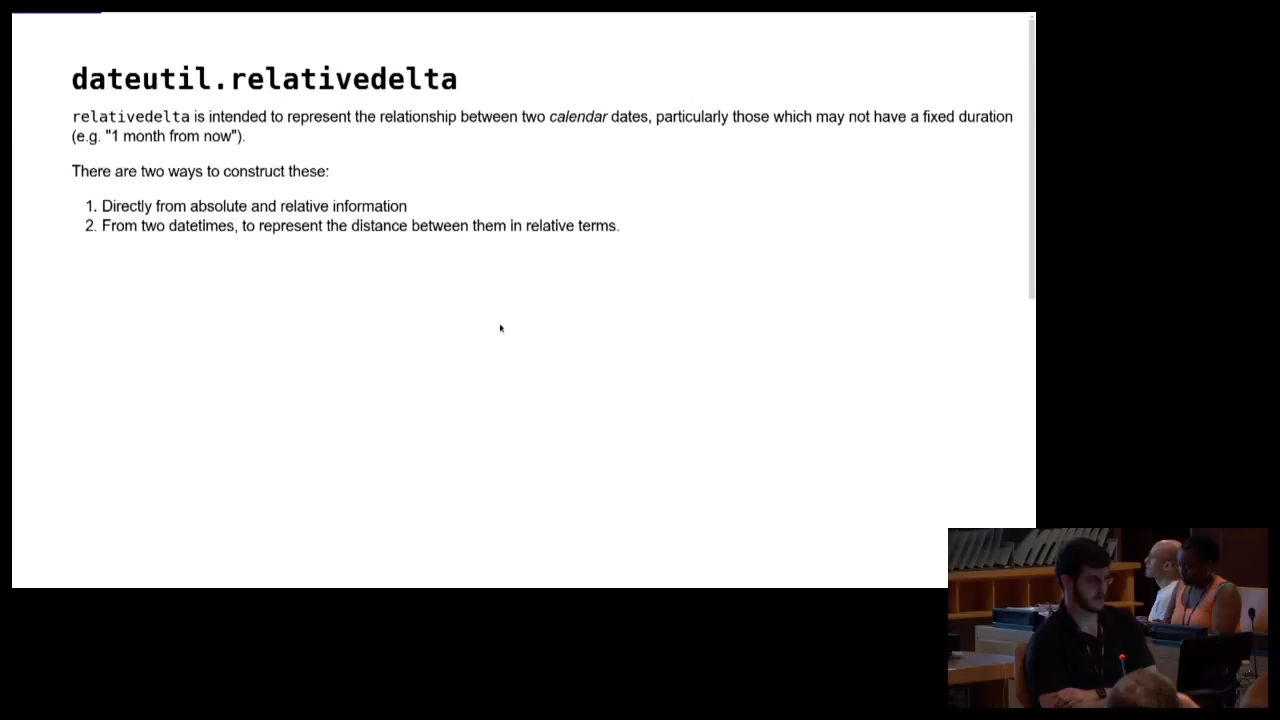 dateutil.relativedelta
relativedelta is intended to represent the relationship between two calendar dates, particularly those which may not have a fixed duration
(e.g. "1 month from now").
There are two ways to construct these:
1. Directly from absolute and relative information
2. From two datetimes, to represent the distance between them in relative terms.